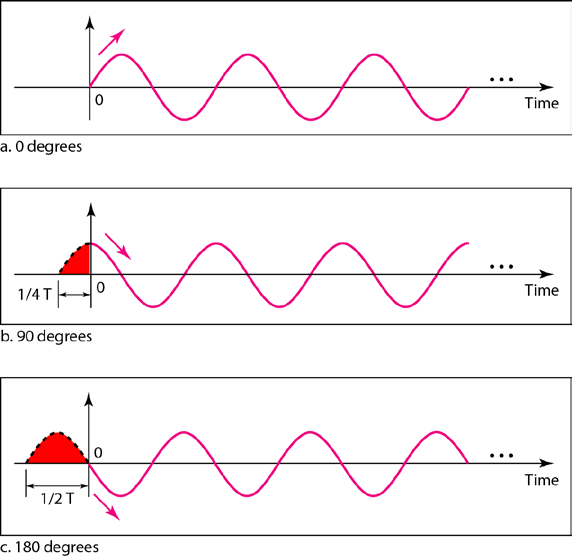 0
...
Time
a. 0 degrees
1/4 T
0
...
Time
b. 90 degrees
0
...
1/2 T
Time
c. 180 degrees